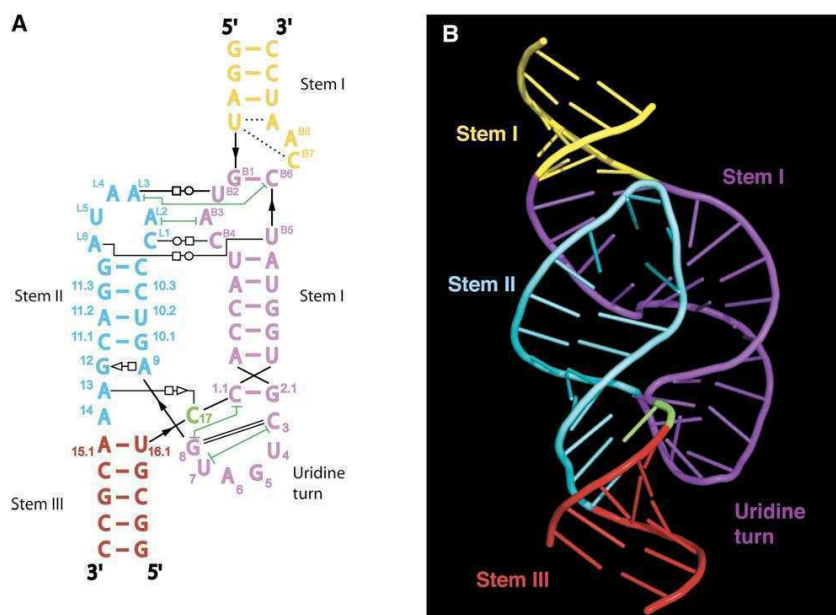 A
5' 3'
G C
G C
A U
U A
Stem I
A B8
C B7
G B1 C B6
L4 A A L3 U B2
L5 U
A L2 A B3
L6 A C L1 C B4 U B5
G C U A
11.3 G C 10.3 A U
Stem II
Stem I
11.2 A U 10.2 C G
11.1 C G 10.1 C G
A U
12 G A 9
13 A
1.1 C G 2.1
14 A
C 17
C 3
G 8
U 4
15.1 A U 16.1
U 7 A 6 G 5
Uridine
turn
C G
Stem III
G C
C G
C G
3' 5'
B
Stem I
Stem I
Stem II
Uridine
turn
Stem III